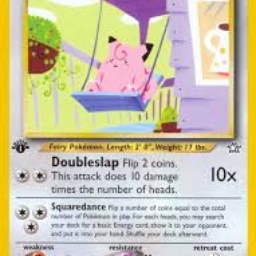 Fairy Pokémon, Length: 2' 0", Weight: 17 lbs.
Doubleslap Flip 2 coins.
This attack does 10 damage
times the number of heads.
10x
Squaredance Flip a number of coins equal to the total
number of Pokémon in play. For each heads, you may search
your deck for a basic Energy card, show it to your opponent,
and put it into your hand. Shuffle your deck afterward.
weakness resistance retreat cost